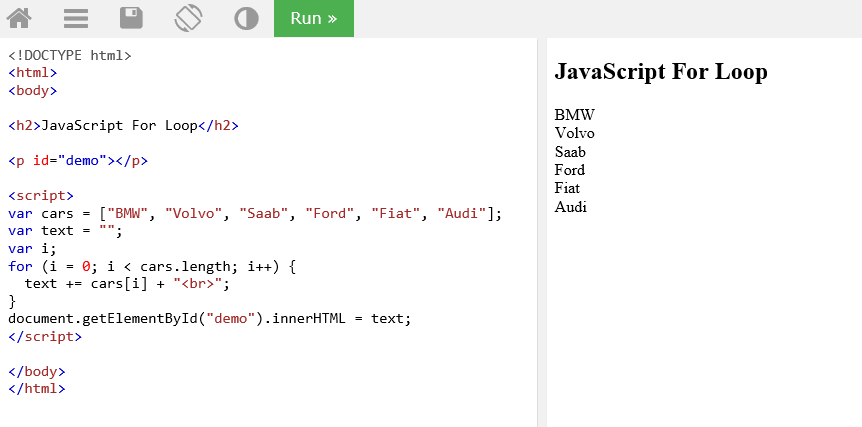 Run »
<!DOCTYPE html>
<html>
<body>
<h2>JavaScript For Loop</h2>
<p id="demo"></p>
<script>
var cars = ["BMW", "Volvo", "Saab", "Ford", "Fiat", "Audi"];
var text = "";
var i;
for (i = 0; i < cars.length; i++) {
  text += cars[i] + "<br>";
}
document.getElementById("demo").innerHTML = text;
</script>
</body>
</html>
JavaScript For Loop
BMW
Volvo
Saab
Ford
Fiat
Audi